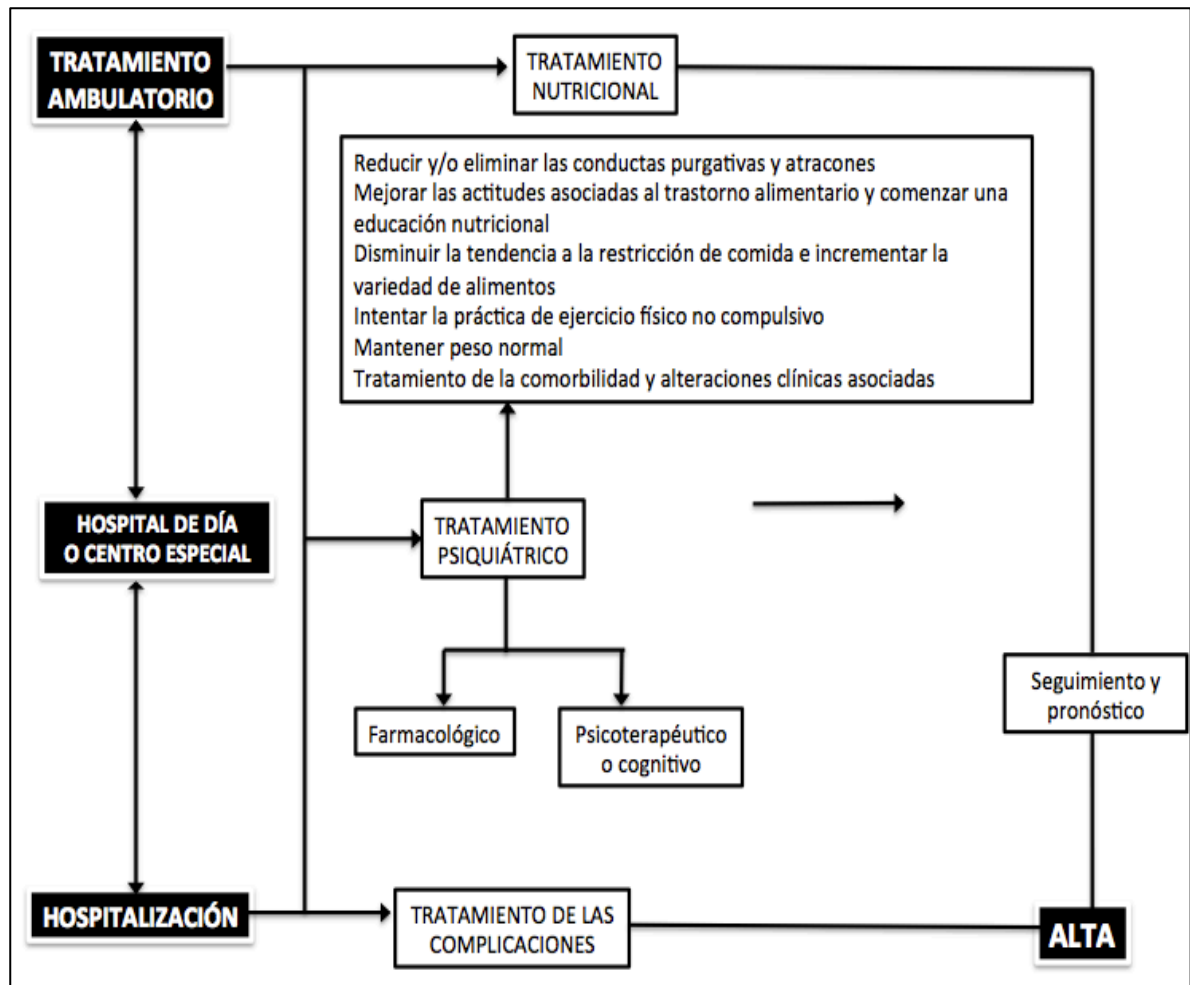 TRATAMIENTO
AMBULATORIO
TRATAMIENTO
NUTRICIONAL
Reducir y/o eliminar las conductas purgativas y atracones
Mejorar las actitudes asociadas al trastorno alimentario y comenzar una
educación nutricional
Disminuir la tendencia a la restricción de comida e incrementar la
variedad de alimentos
Intentar la práctica de ejercicio físico no compulsivo
Mantener peso normal
Tratamiento de la comorbilidad y alteraciones clínicas asociadas
HOSPITAL DE DÍA
O CENTRO ESPECIAL
TRATAMIENTO
PSIQUIÁTRICO
Farmacológico
Psicoterapéutico
o cognitivo
Seguimiento y
pronóstico
HOSPITALIZACIÓN
TRATAMIENTO DE LAS
COMPLICACIONES
ALTA